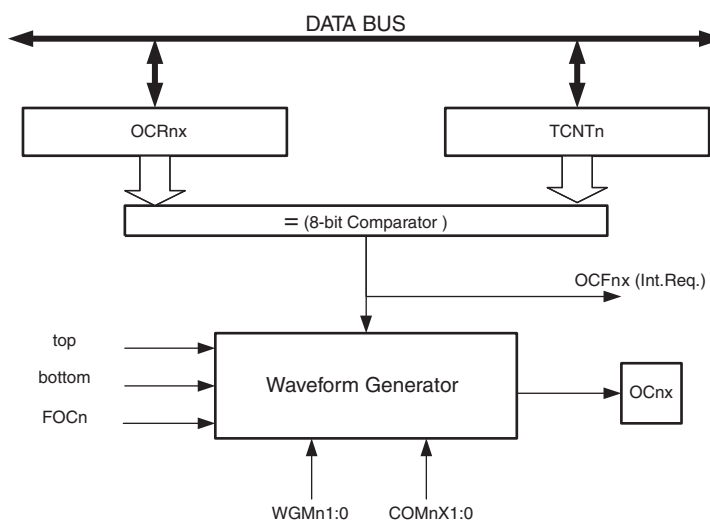 DATA BUS
OCRnx
TCNTn
= (8-bit Comparator )
OCFnx (Int.Req.)
top
bottom
FOCn
Waveform Generator
OCnx
WGMn1:0
COMnX1:0